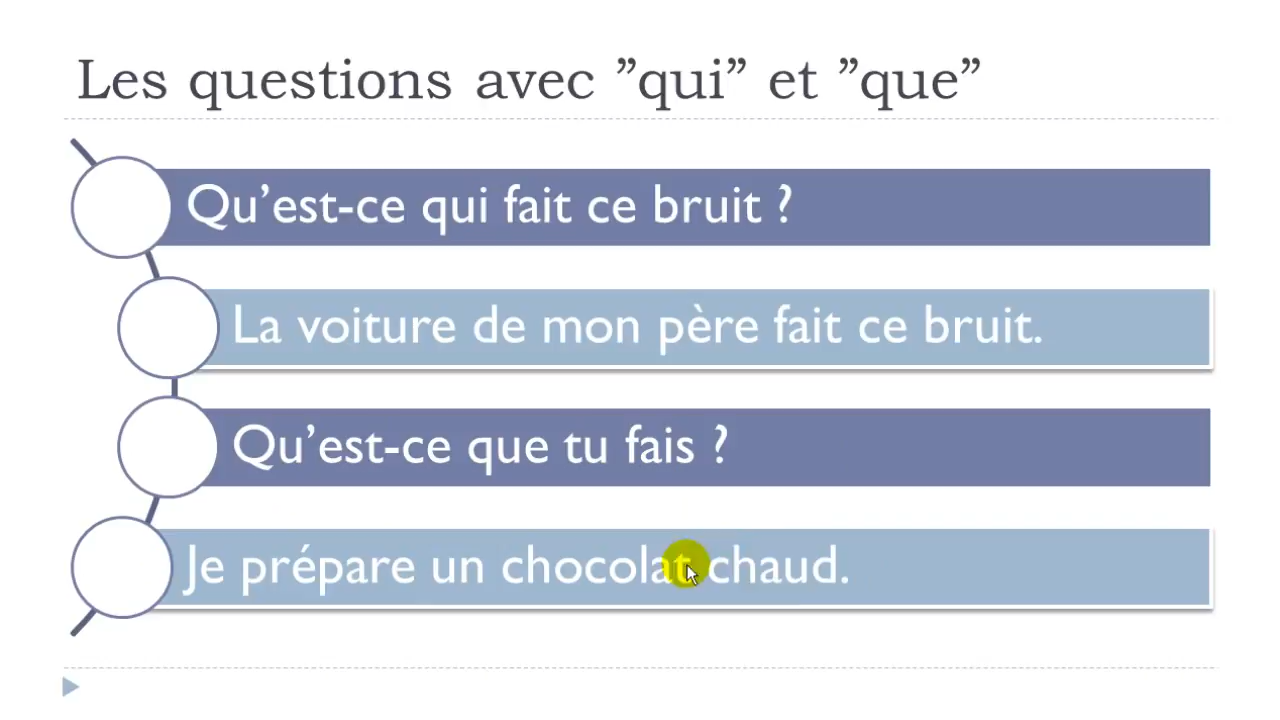 Les questions avec ”qui” et ”que”
Qu’est-ce qui fait ce bruit ?
La voiture de mon père fait ce bruit.
Qu’est-ce que tu fais ?
Je prépare un chocolat chaud.